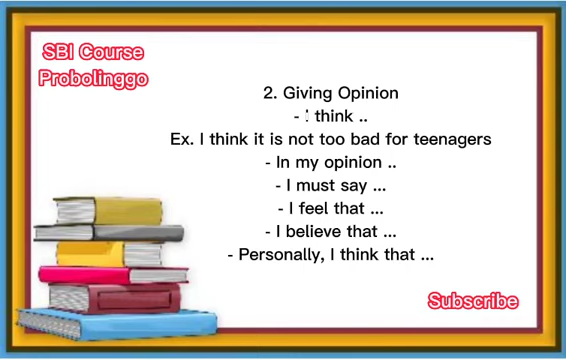 SBI Course
Probolinggo
2. Giving Opinion
- I think ..
Ex. I think it is not too bad for teenagers
- In my opinion ..
- I must say ...
- I feel that ...
- I believe that ...
- Personally, I think that ...
Subscribe